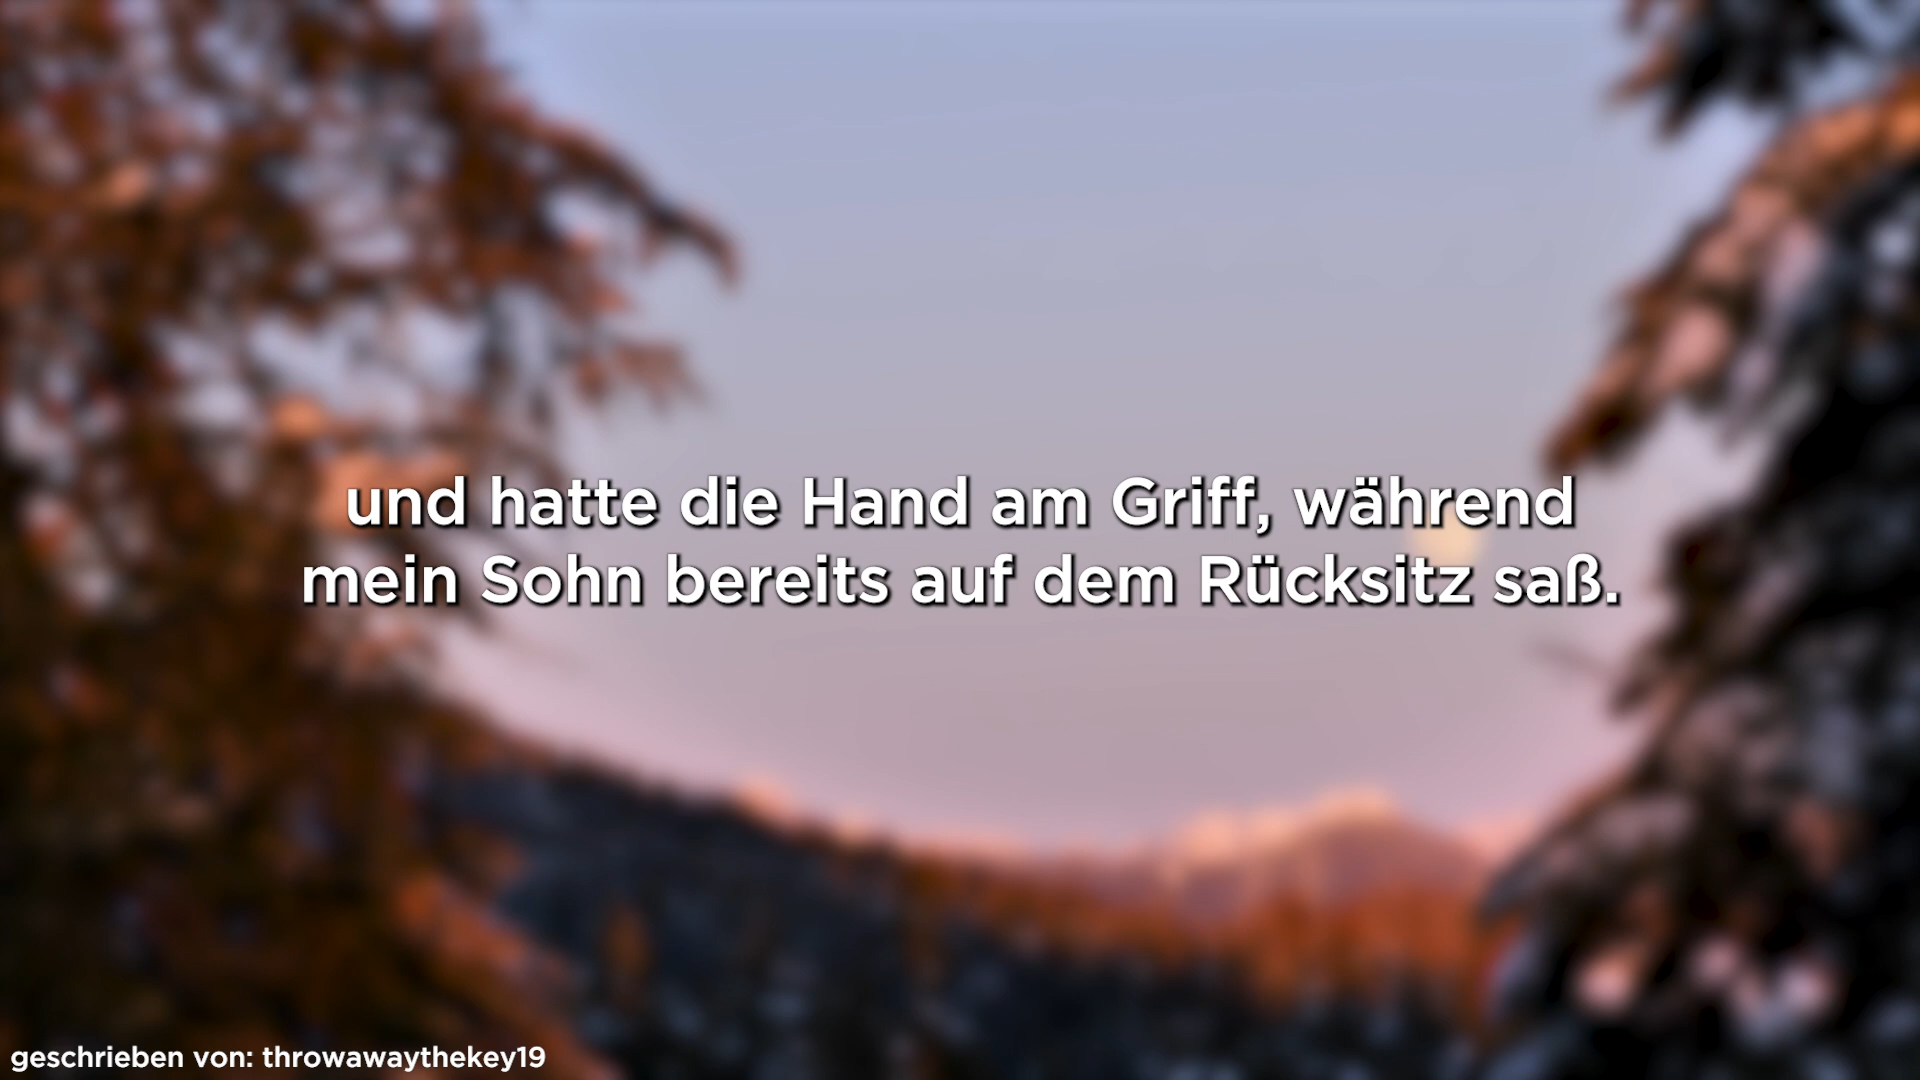 und hatte die Hand am Griff, während
mein Sohn bereits auf dem Rücksitz saß.
geschrieben von: throwawaythekey19